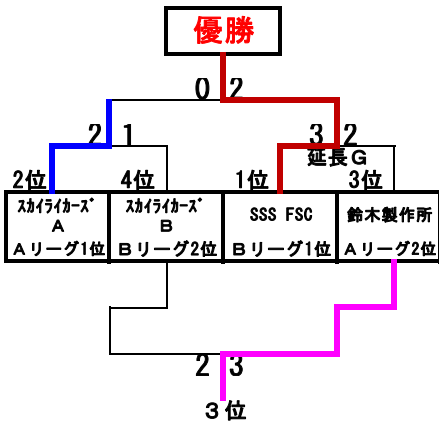 優勝
0 2
2 1 3 2
延長G
2位 4位 1位 3位
ｽｶｲﾗｲｶｰｽﾞ ｽｶｲﾗｲｶｰｽﾞ SSS FSC 鈴木製作所
A B
Aリーグ1位 Bリーグ2位 Bリーグ1位 Aリーグ2位
2 3
３位